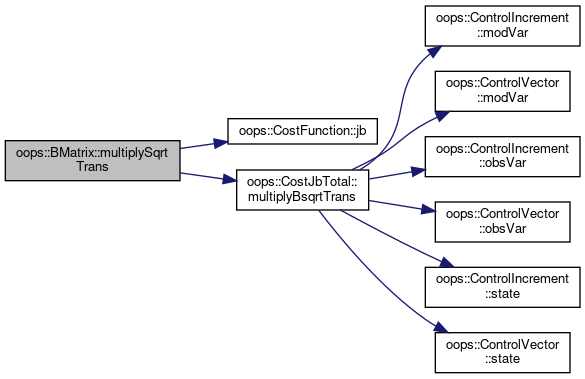 oops::BMatrix::multiplySqrt
Trans
oops::CostFunction::jb
oops::CostJbTotal::
multiplyBsqrtTrans
oops::ControlIncrement
::modVar
oops::ControlVector
::modVar
oops::ControlIncrement
::obsVar
oops::ControlVector
::obsVar
oops::ControlIncrement
::state
oops::ControlVector
::state